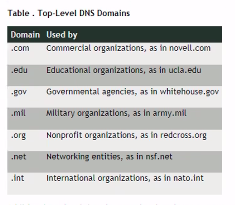 Table . Top-Level DNS Domains
Domain Used by
.com Commercial organizations, as in novell.com
.edu Educational organizations, as in ucla.edu
.gov Governmental agencies, as in whitehouse.gov
.mil Military organizations, as in army.mil
.org Nonprofit organizations, as in redcross.org
.net Networking entities, as in nsf.net
.int International organizations, as in nato.int